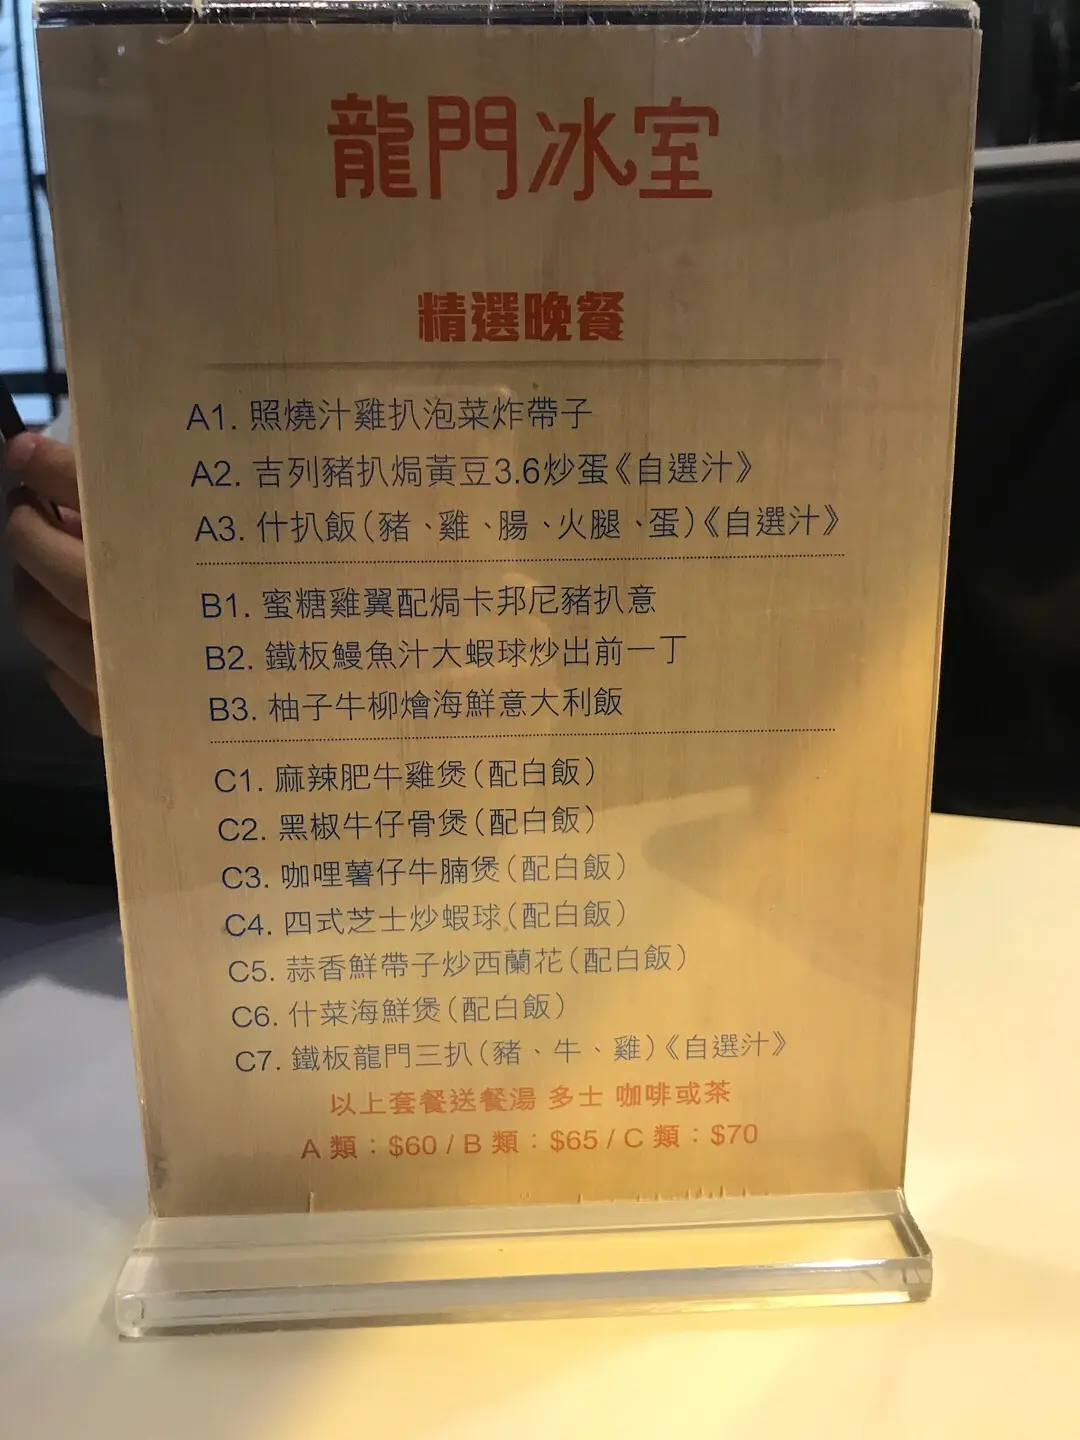 龍門冰室
精選晚餐
A1. 照燒汁雞扒泡菜炸帶子
A2. 吉列豬扒焗黃豆3.6炒蛋《自選汁》
A3. 什扒飯(豬、雞、腸、火腿、蛋)《自選汁》
B1. 蜜糖雞翼配焗卡邦尼豬扒意
B2. 鐵板鰻魚汁大蝦球炒出前一丁
B3. 柚子牛柳燴海鮮意大利飯
C1. 麻辣肥牛雞煲(配白飯)
C2. 黑椒牛仔骨煲(配白飯)
C3. 咖哩薯仔牛腩煲(配白飯)
C4. 四式芝士炒蝦球(配白飯)
C5. 蒜香鮮帶子炒西蘭花(配白飯)
C6. 什菜海鮮煲(配白飯)
C7. 鐵板龍門三扒(豬、牛、雞)《自選汁》
以上套餐送餐湯 多士 咖啡或茶
A 類：$60 / B 類：$65 / C 類：$70